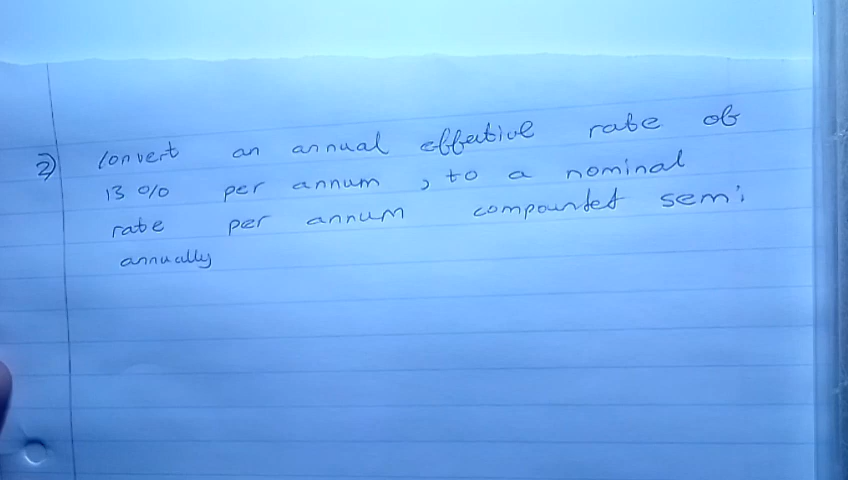 2) Convert an annual effective rate of
13 % per annum, to a nominal
rate per annum compounded semi
annually